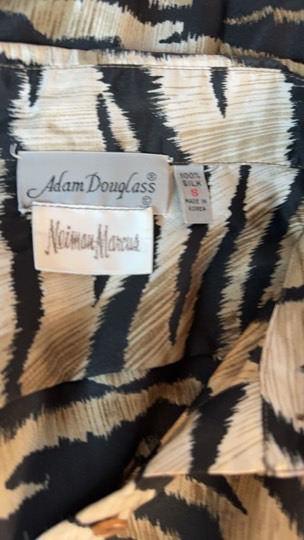 Adam Douglass®
©
Neiman Marcus
100%
SILK
S
MADE IN
KOREA